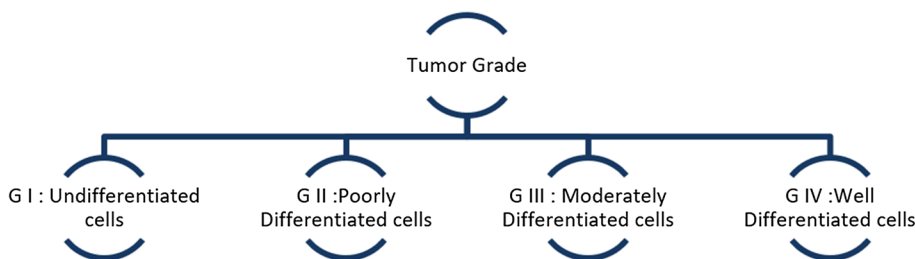 Tumor Grade
G I : Undifferentiated
cells
G II :Poorly
Differentiated cells
G III : Moderately
Differentiated cells
G IV :Well
Differentiated cells